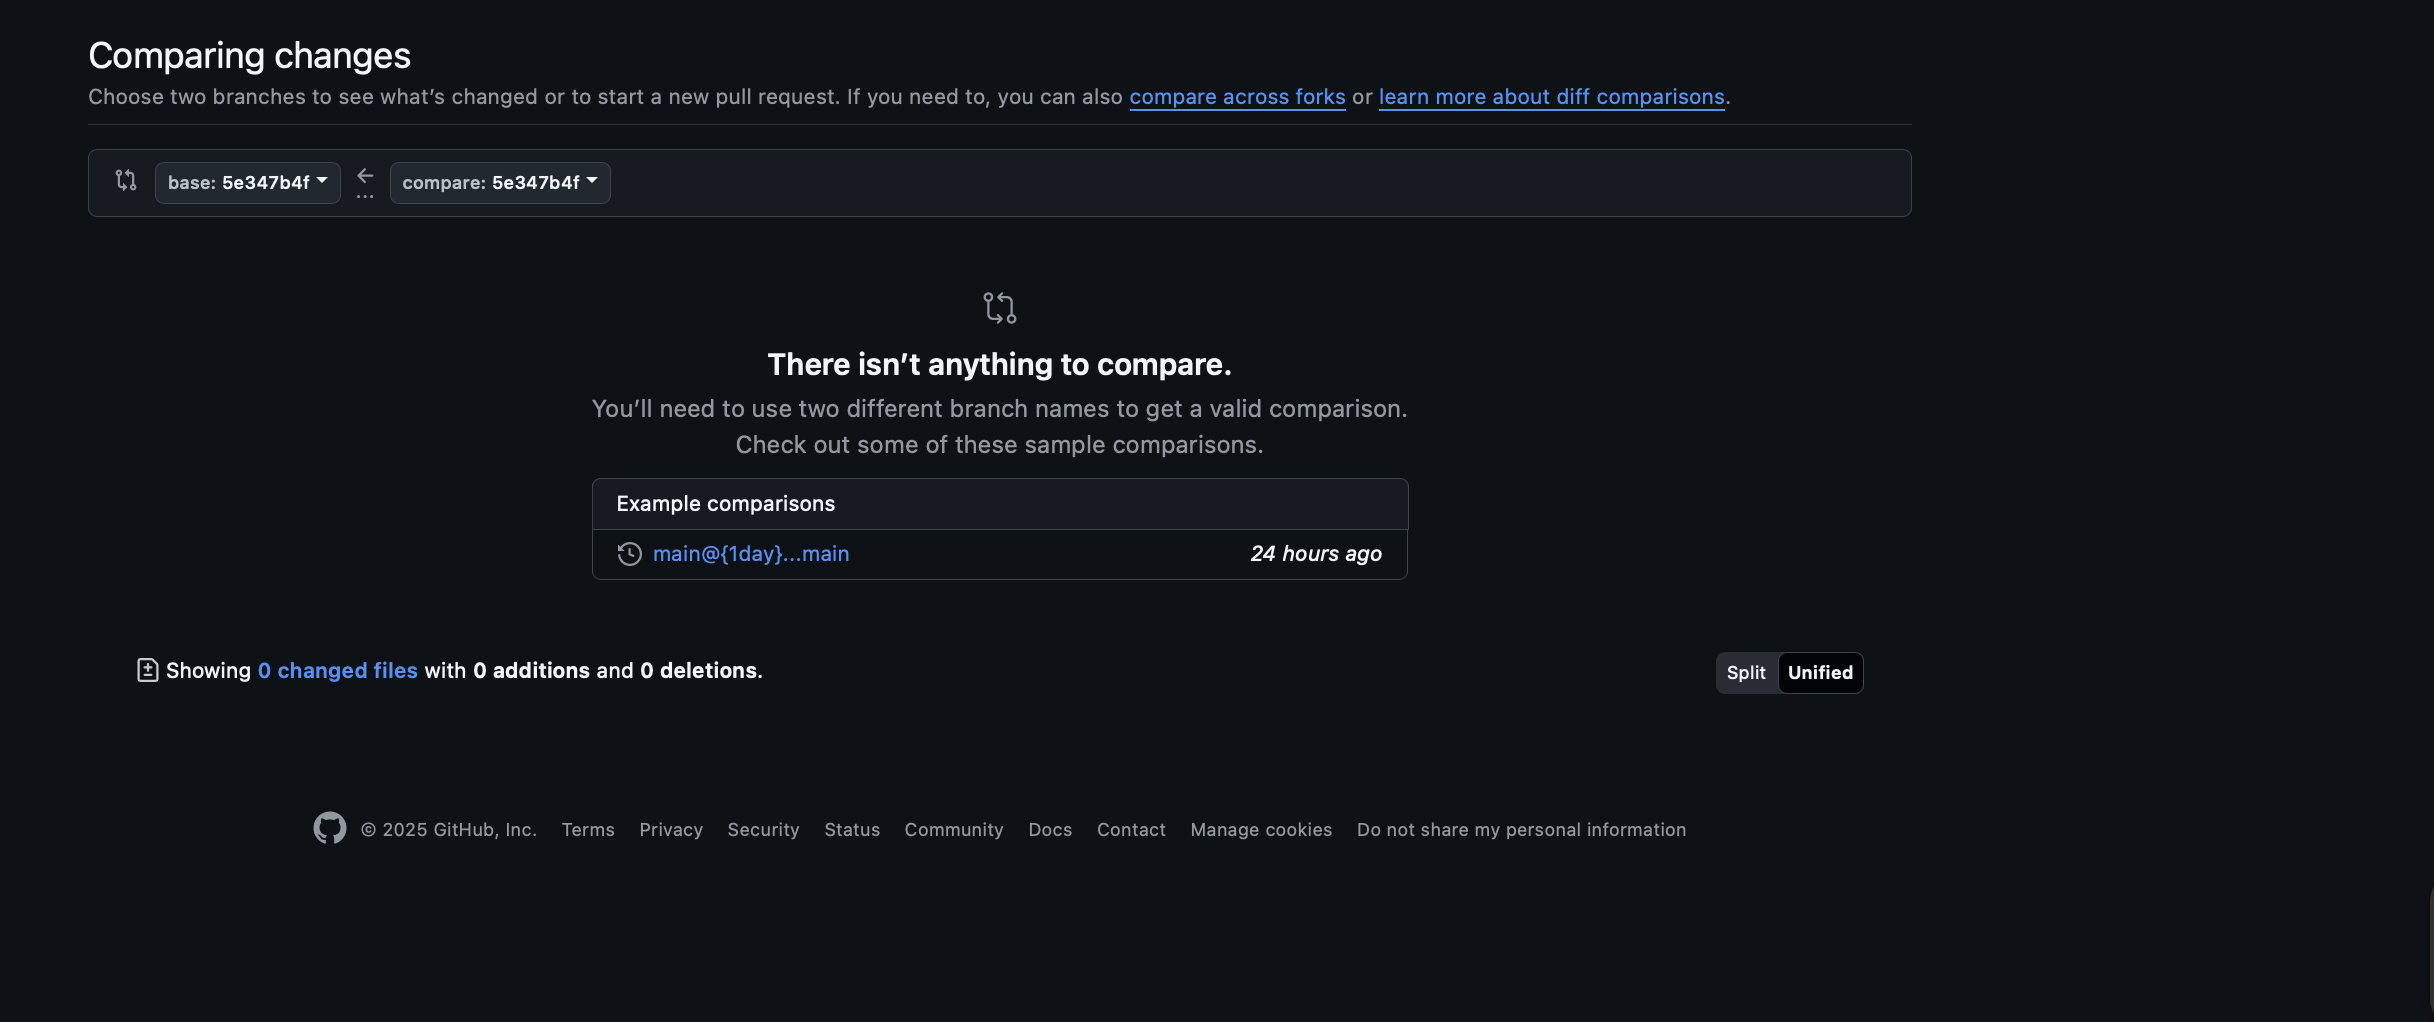 Comparing changes
Choose two branches to see what’s changed or to start a new pull request. If you need to, you can also compare across forks or learn more about diff comparisons.
base: 5e347b4f
...
compare: 5e347b4f
There isn’t anything to compare.
You’ll need to use two different branch names to get a valid comparison.
Check out some of these sample comparisons.
Example comparisons
main@{1day}...main 24 hours ago
Showing 0 changed files with 0 additions and 0 deletions.
Split Unified
© 2025 GitHub, Inc. Terms Privacy Security Status Community Docs Contact Manage cookies Do not share my personal information